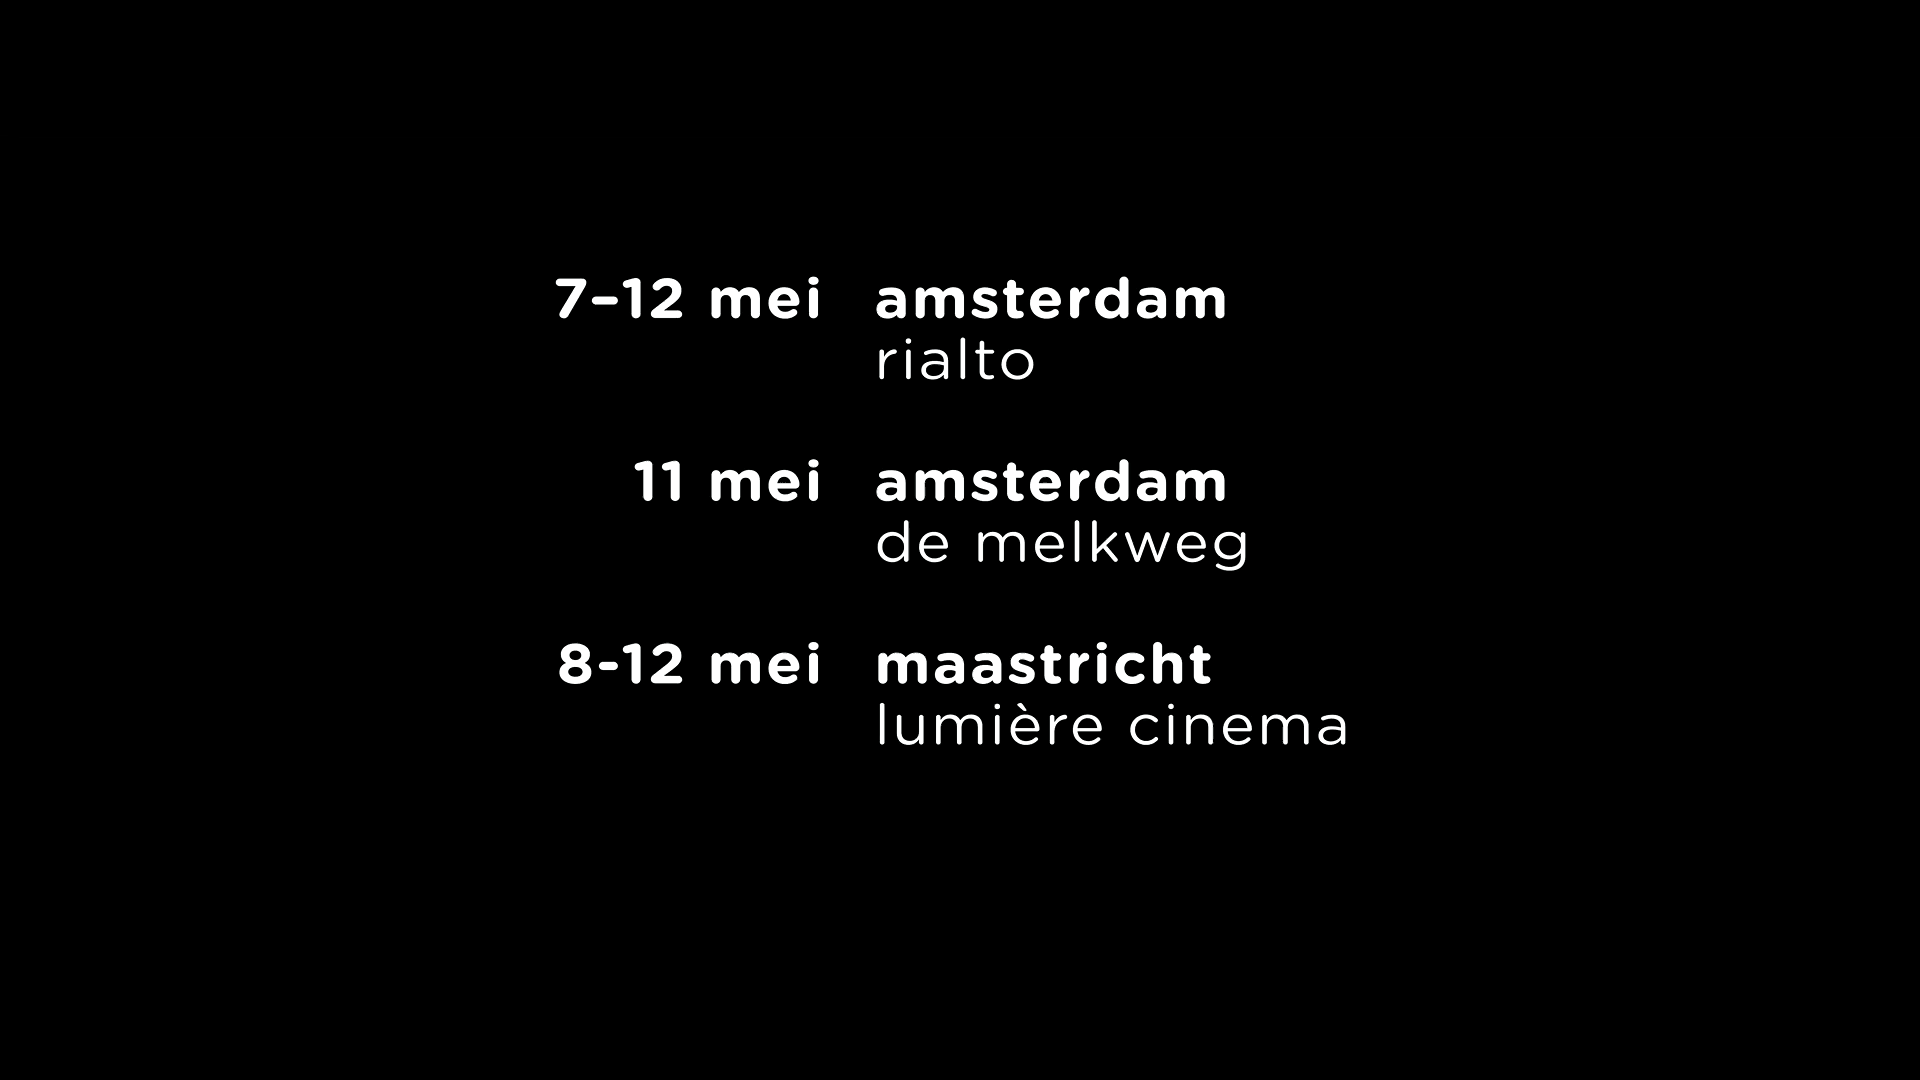 7–12 mei amsterdam
rialto
11 mei amsterdam
de melkweg
8-12 mei maastricht
lumière cinema